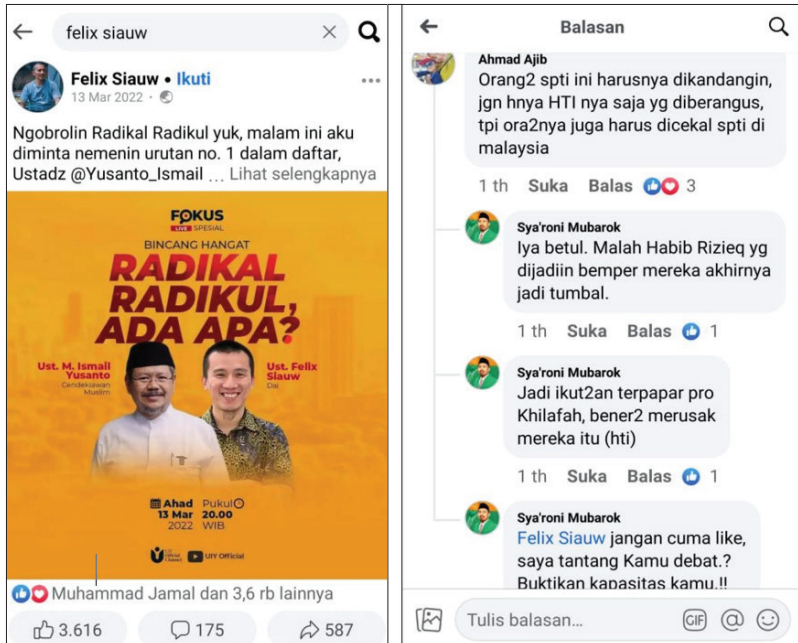 felix siauw
Felix Siauw • Ikuti
13 Mar 2022 ·
Ngobrolin Radikal Radikul yuk, malam ini aku
diminta nemenin urutan no. 1 dalam daftar,
Ustadz @Yusanto_Ismail ... Lihat selengkapnya
FOKUS
LIVE SPESIAL
BINCANG HANGAT
RADIKAL
RADIKUL,
ADA APA?
Ust. M. Ismail
Yusanto
Cendekiawan
Muslim
Ust. Felix
Siauw
Dai
Ahad
13 Mar
2022
Pukul
20.00
WIB
UIY Official
Muhammad Jamal dan 3,6 rb lainnya
3.616
175
587
Balasan
Ahmad Ajib
Orang2 spti ini harusnya dikandangin,
jgn hnya HTI nya saja yg diberangus,
tpi ora2nya juga harus dicekal spti di
malaysia
1 th Suka Balas 3
Sya'roni Mubarok
Iya betul. Malah Habib Rizieq yg
dijadiin bemper mereka akhirnya
jadi tumbal.
1 th Suka Balas 1
Sya'roni Mubarok
Jadi ikut2an terpapar pro
Khilafah, bener2 merusak
mereka itu (hti)
1 th Suka Balas 1
Sya'roni Mubarok
Felix Siauw jangan cuma like,
saya tantang Kamu debat.?
Buktikan kapasitas kamu.!!
Tulis balasan...
GIF